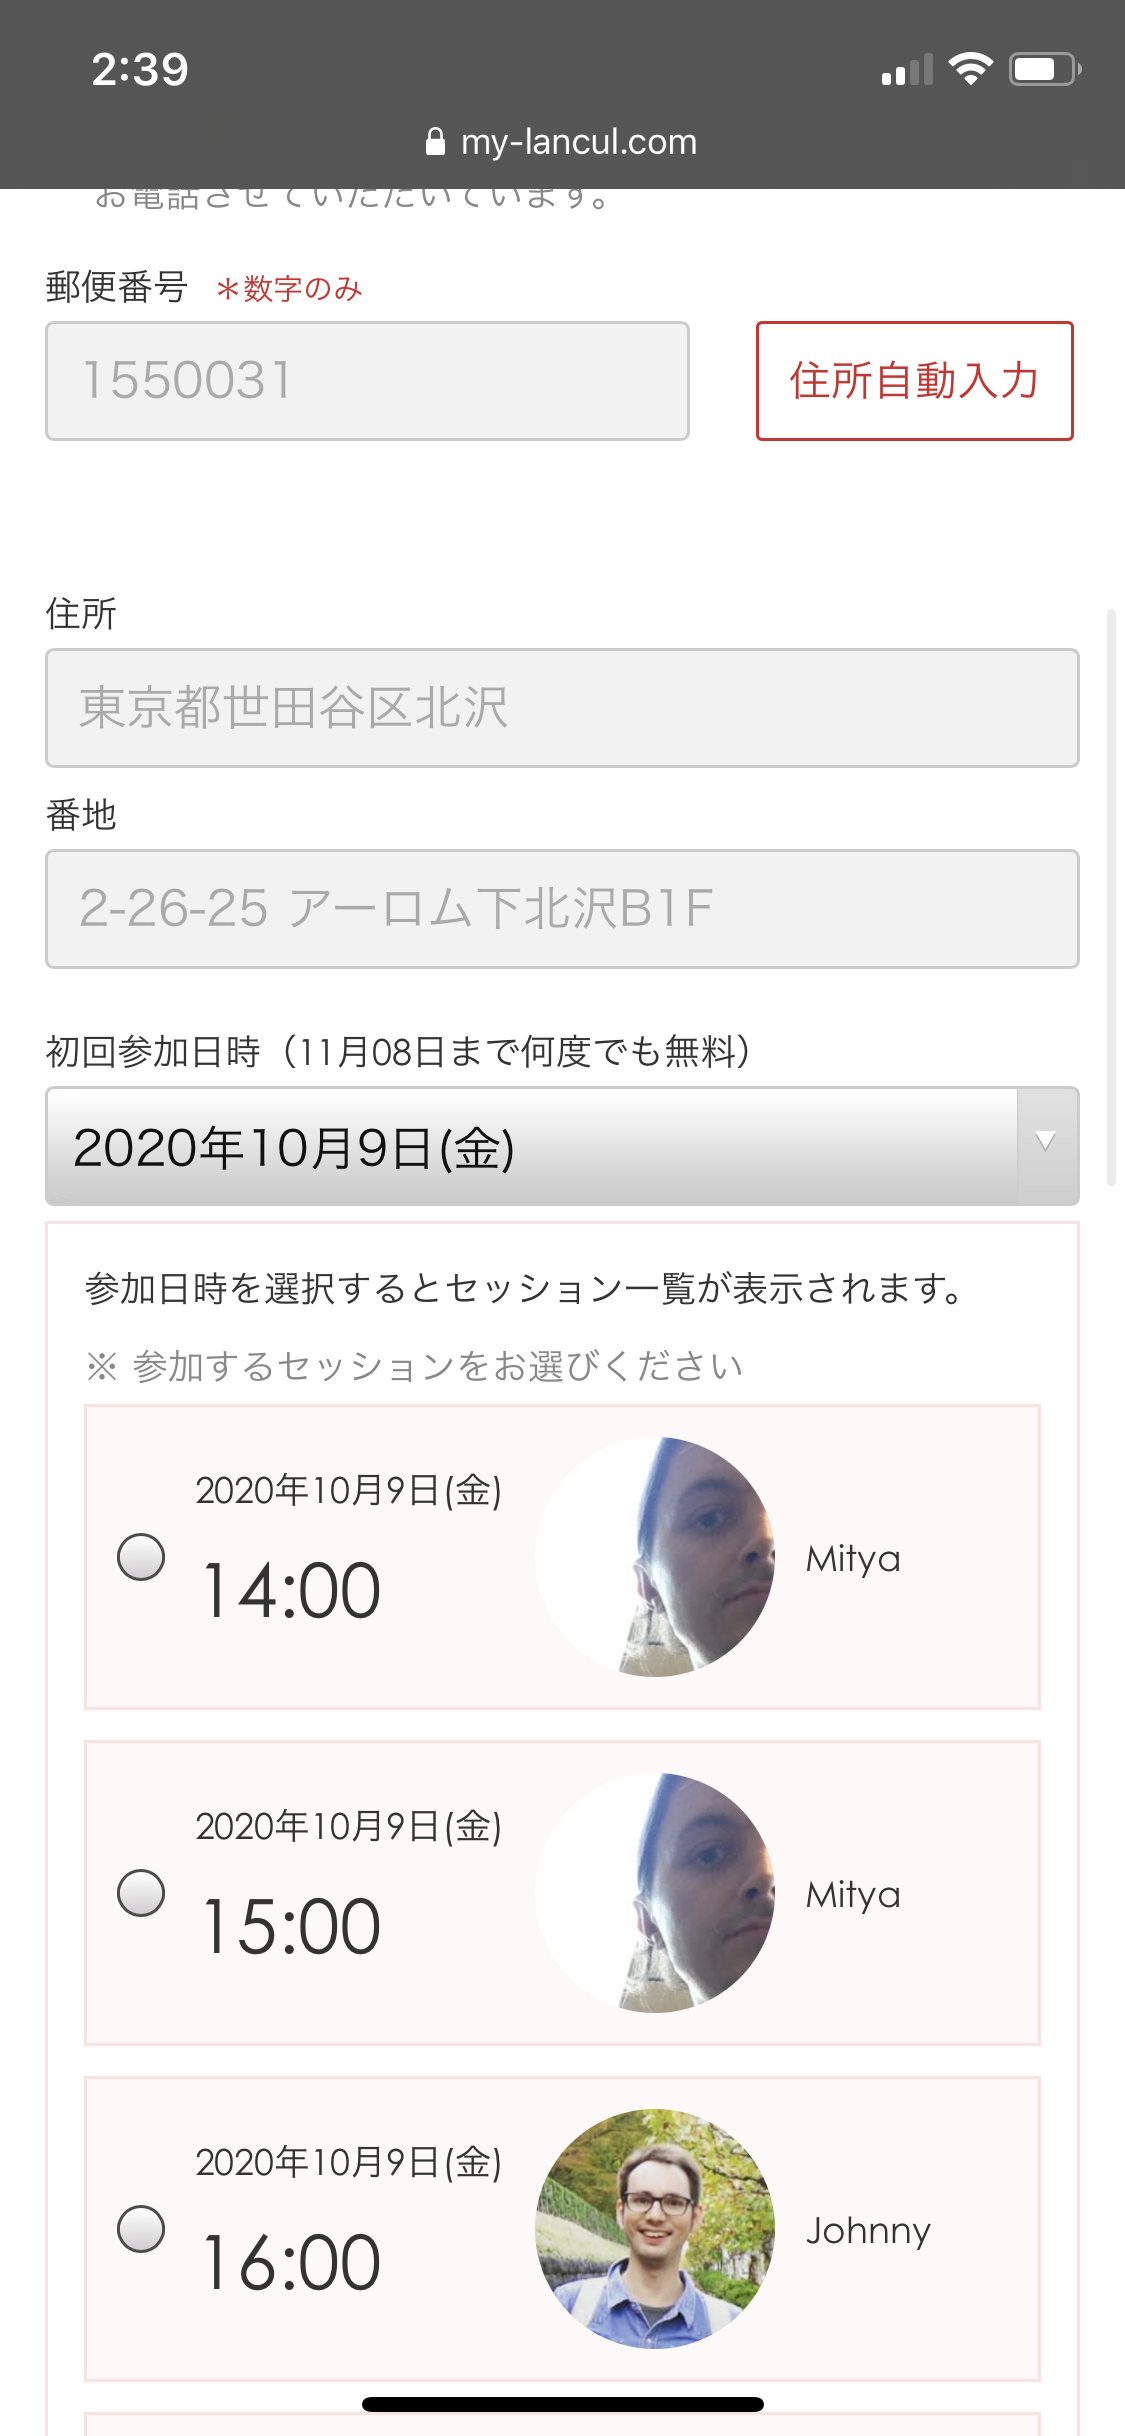 2:39
my-lancul.com
お電話させていただいています。
郵便番号 ＊数字のみ
1550031
住所自動入力
住所
東京都世田谷区北沢
番地
2-26-25 アーロム下北沢B1F
初回参加日時（11月08日まで何度でも無料）
2020年10月9日(金)
参加日時を選択するとセッション一覧が表示されます。
※ 参加するセッションをお選びください
2020年10月9日(金)
14:00
Mitya
2020年10月9日(金)
15:00
Mitya
2020年10月9日(金)
16:00
Johnny